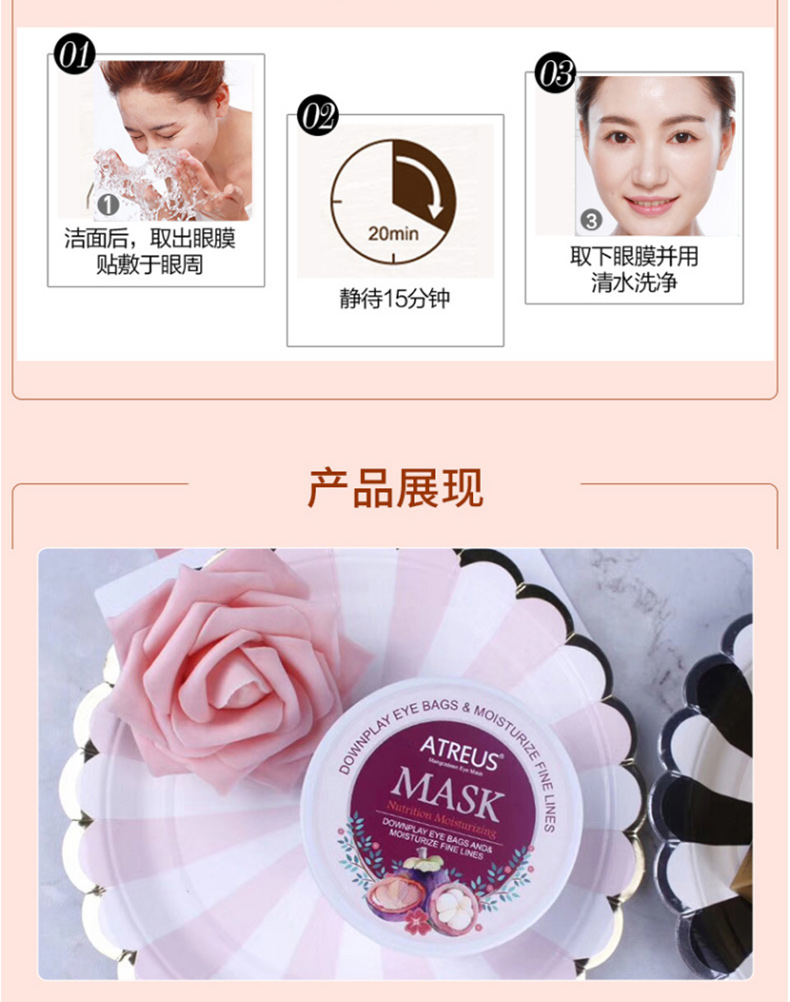 01
1
洁面后，取出眼膜
贴敷于眼周
02
20min
静待15分钟
03
3
取下眼膜并用
清水洗净
产品展现
DOWNPLAY EYE BAGS & MOISTURIZE FINE LINES
ATREUS®
Mangosteen Eye Mask
MASK
Nutrition Moisturizing
DOWNPLAY EYE BAGS AND&
MOISTURIZE FINE LINES